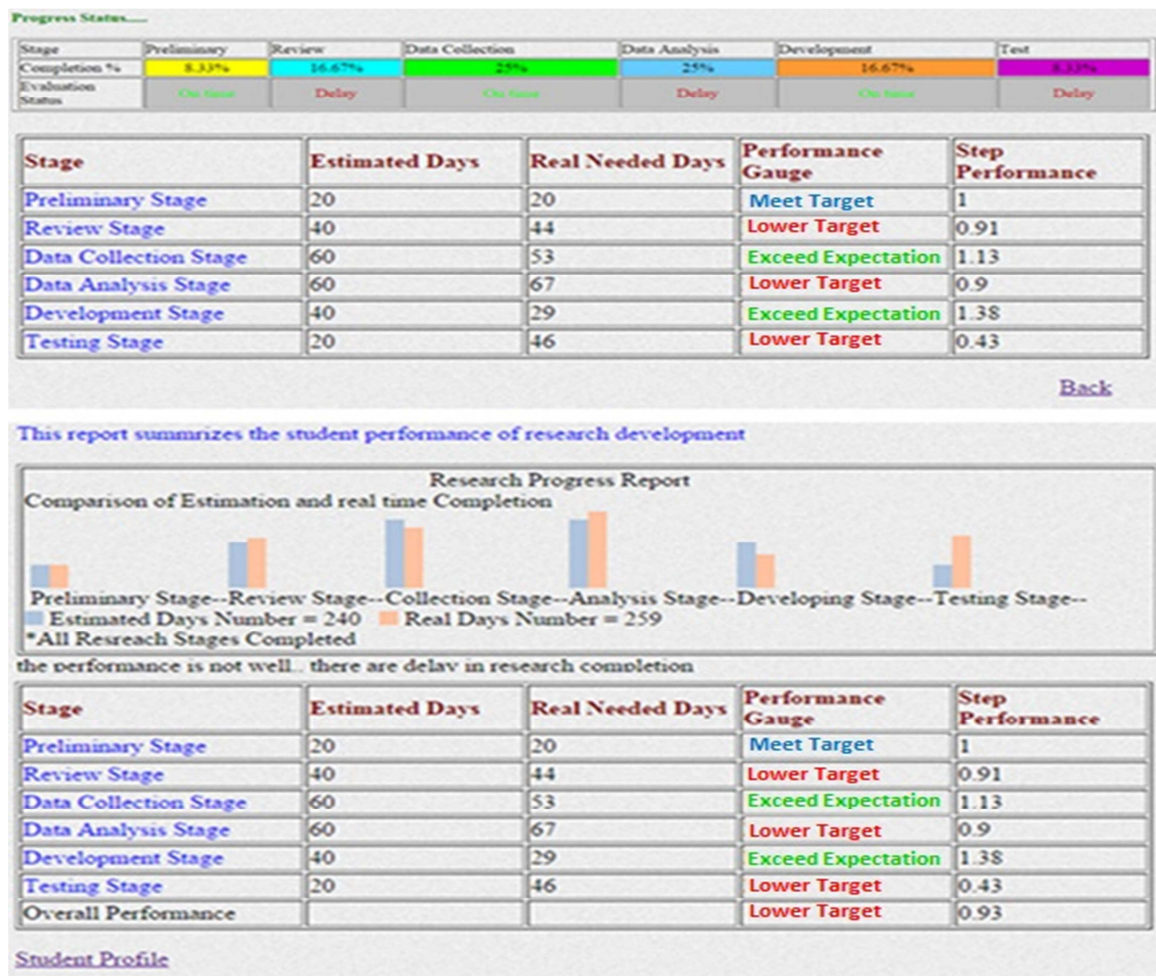 Progress Status.....
Stage Preliminary Review Data Collection Data Analysis Development Test
Completion % 8.33% 16.67% 25% 25% 16.67% 8.33%
Evaluation Status On time Delay On time Delay On time Delay
Stage Estimated Days Real Needed Days Performance Gauge Step Performance
Preliminary Stage 20 20 Meet Target 1
Review Stage 40 44 Lower Target 0.91
Data Collection Stage 60 53 Exceed Expectation 1.13
Data Analysis Stage 60 67 Lower Target 0.9
Development Stage 40 29 Exceed Expectation 1.38
Testing Stage 20 46 Lower Target 0.43
Back
This report summrizes the student performance of research development
Research Progress Report
Comparison of Estimation and real time Completion
Preliminary Stage--Review Stage--Collection Stage--Analysis Stage--Developing Stage--Testing Stage--
Estimated Days Number = 240 Real Days Number = 259
*All Resreach Stages Completed
the performance is not well.. there are delay in research completion
Stage Estimated Days Real Needed Days Performance Gauge Step Performance
Preliminary Stage 20 20 Meet Target 1
Review Stage 40 44 Lower Target 0.91
Data Collection Stage 60 53 Exceed Expectation 1.13
Data Analysis Stage 60 67 Lower Target 0.9
Development Stage 40 29 Exceed Expectation 1.38
Testing Stage 20 46 Lower Target 0.43
Overall Performance Lower Target 0.93
Student Profile